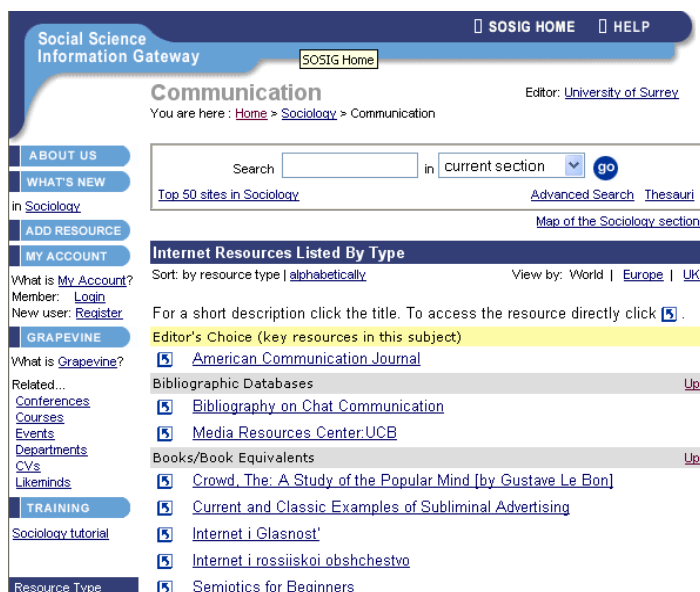 SOSIG HOME HELP
Social Science
Information Gateway
SOSIG Home
Communication
Editor: University of Surrey
You are here : Home > Sociology > Communication
ABOUT US
WHAT'S NEW
in Sociology
ADD RESOURCE
MY ACCOUNT
What is My Account?
Member: Login
New user: Register
GRAPEVINE
What is Grapevine?
Related...
Conferences
Courses
Events
Departments
CVs
Likeminds
TRAINING
Sociology tutorial
Resource Type
Search in current section go
Top 50 sites in Sociology Advanced Search Thesauri
Map of the Sociology section
Internet Resources Listed By Type
Sort: by resource type | alphabetically View by: World | Europe | UK
For a short description click the title. To access the resource directly click .
Editor's Choice (key resources in this subject)
American Communication Journal
Bibliographic Databases Up
Bibliography on Chat Communication
Media Resources Center:UCB
Books/Book Equivalents Up
Crowd, The: A Study of the Popular Mind [by Gustave Le Bon]
Current and Classic Examples of Subliminal Advertising
Internet i Glasnost'
Internet i rossiiskoi obshchestvo
Semiotics for Beginners